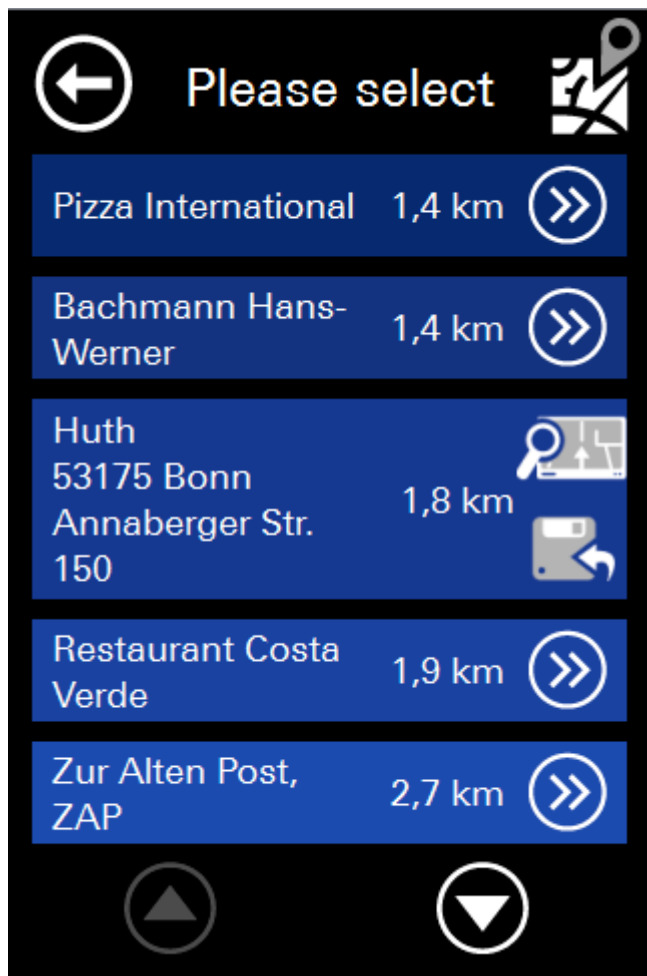 Please select
Pizza International 1,4 km
Bachmann Hans-
Werner 1,4 km
Huth
53175 Bonn
Annaberger Str.
150
1,8 km
Restaurant Costa
Verde 1,9 km
Zur Alten Post,
ZAP 2,7 km